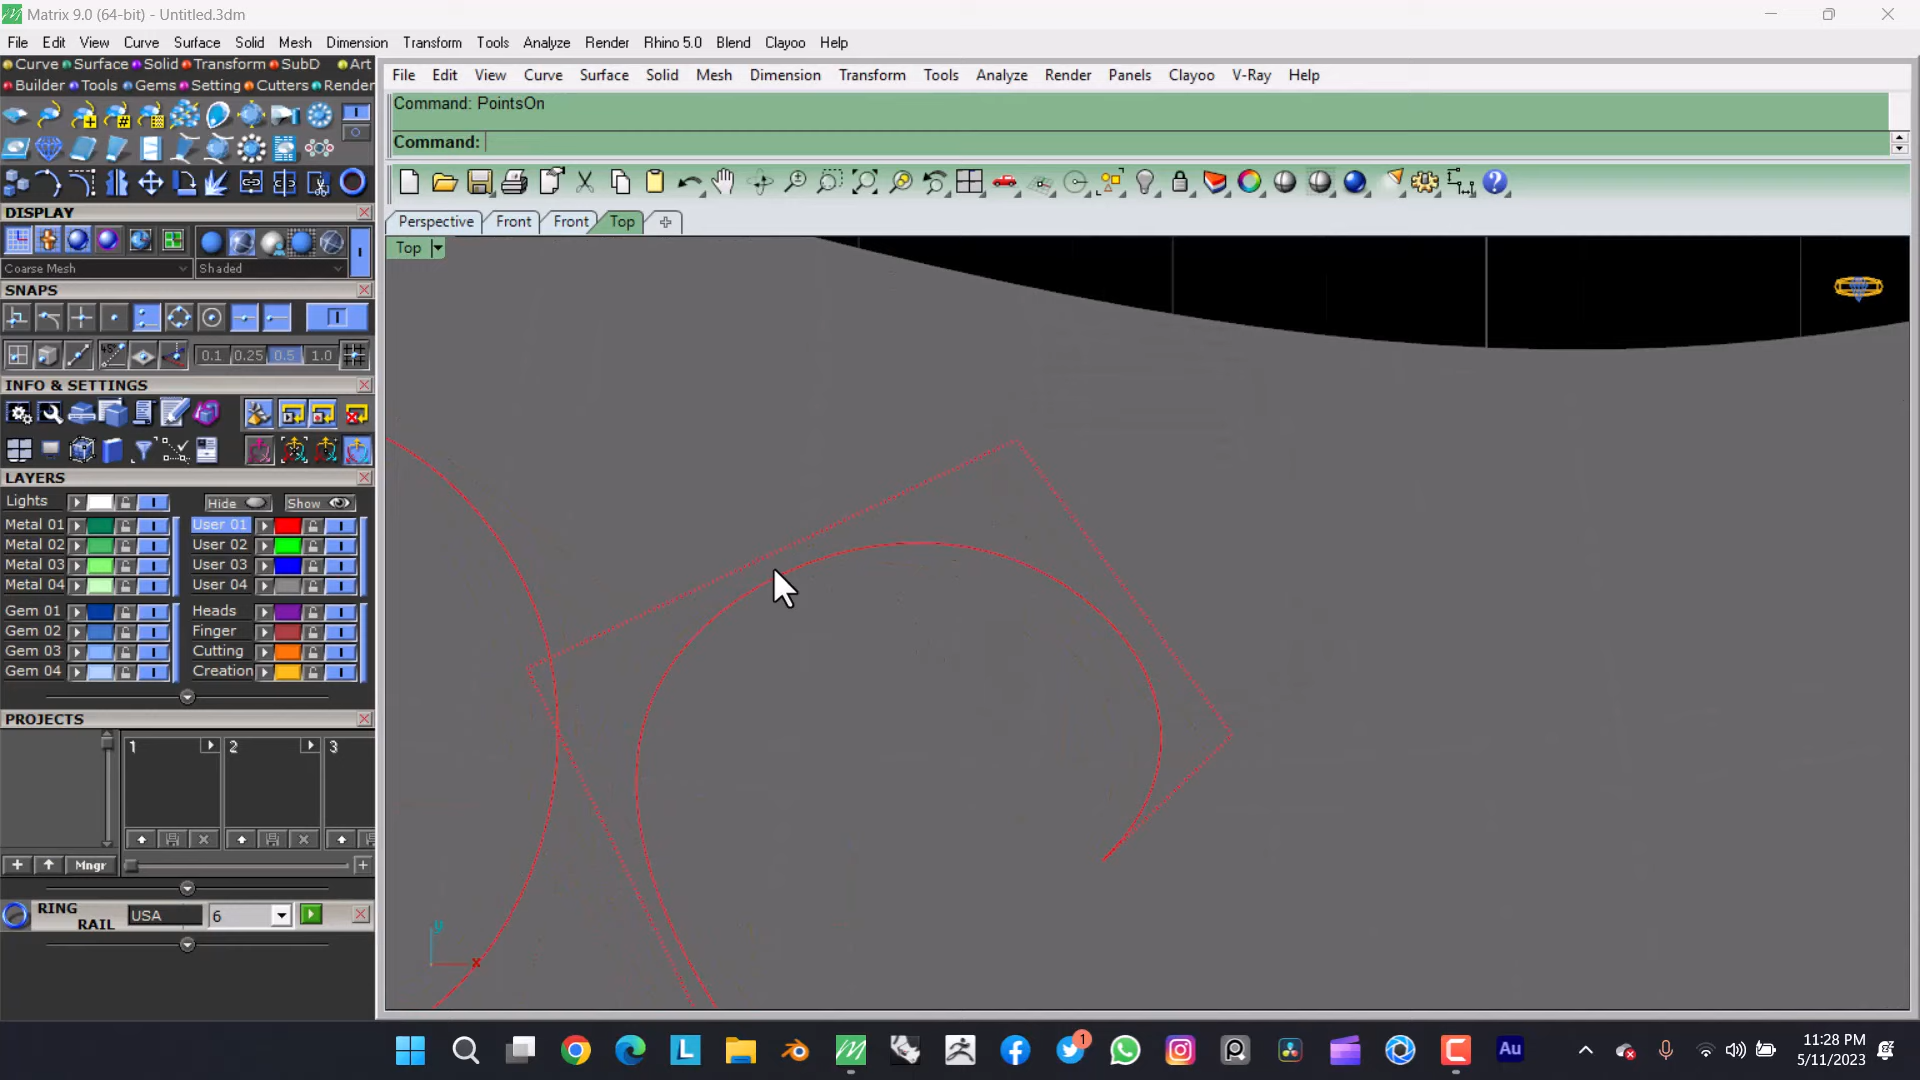 Matrix 9.0 (64-bit) - Untitled.3dm
File Edit View Curve Surface Solid Mesh Dimension Transform Tools Analyze Render Rhino 5.0 Blend Clayoo Help
Curve Surface Solid Transform SubD Art
Builder Tools Gems Setting Cutters Render
File Edit View Curve Surface Solid Mesh Dimension Transform Tools Analyze Render Panels Clayoo V-Ray Help
Command: PointsOn
Command:
Perspective Front Front Top
Top
DISPLAY
Coarse Mesh Shaded
SNAPS
0.1 0.25 0.5 1.0
INFO & SETTINGS
LAYERS
Lights Hide Show
Metal 01 User 01
Metal 02 User 02
Metal 03 User 03
Metal 04 User 04
Gem 01 Heads
Gem 02 Finger
Gem 03 Cutting
Gem 04 Creation
PROJECTS
1 2 3
Mngr
RING
RAIL USA 6
y
x
L
1
Au
11:28 PM
5/11/2023